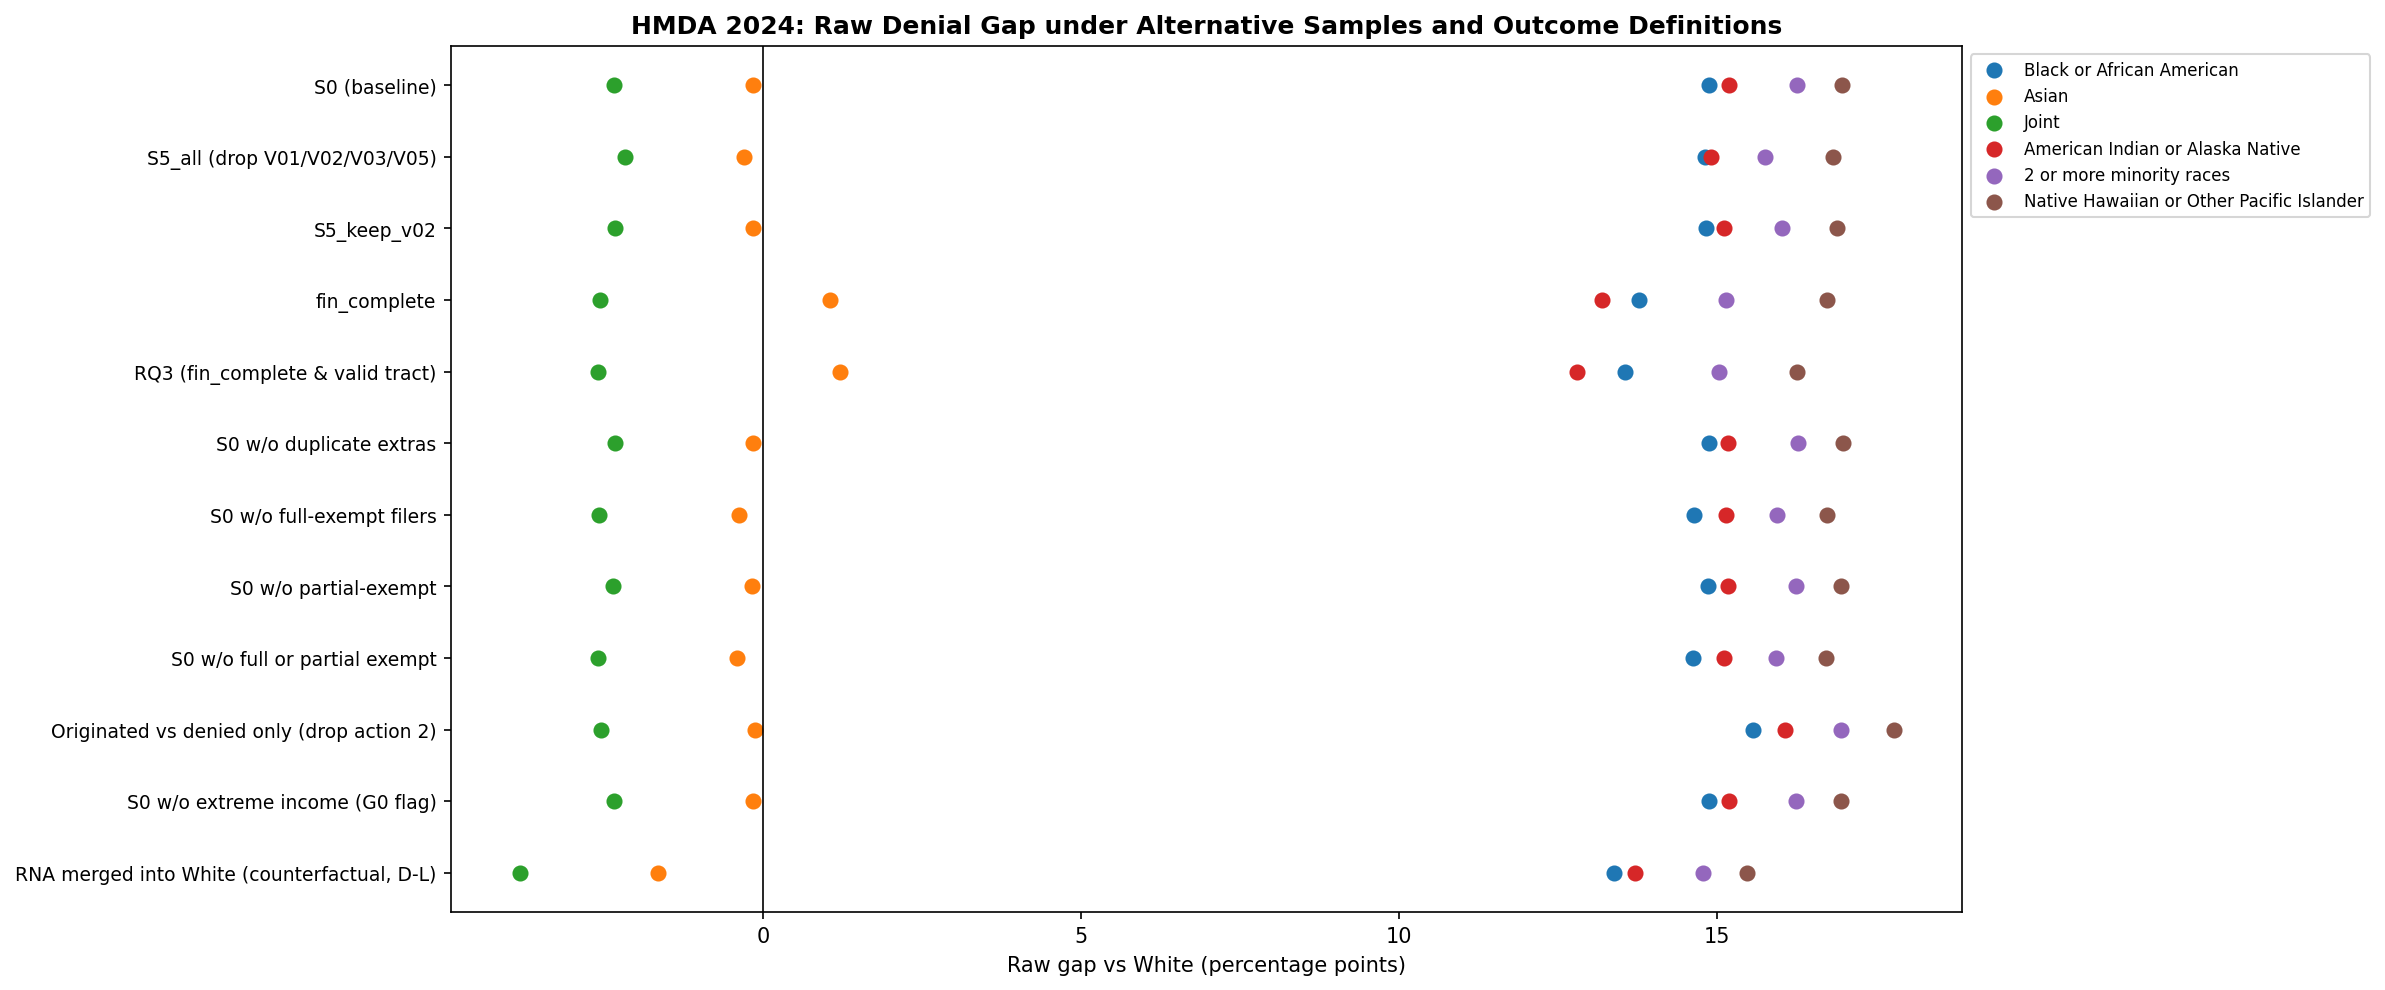 HMDA 2024: Raw Denial Gap under Alternative Samples and Outcome Definitions
S0 (baseline)
S5_all (drop V01/V02/V03/V05)
S5_keep_v02
fin_complete
RQ3 (fin_complete & valid tract)
S0 w/o duplicate extras
S0 w/o full-exempt filers
S0 w/o partial-exempt
S0 w/o full or partial exempt
Originated vs denied only (drop action 2)
S0 w/o extreme income (G0 flag)
RNA merged into White (counterfactual, D-L)
0 5 10 15
Raw gap vs White (percentage points)
Black or African American
Asian
Joint
American Indian or Alaska Native
2 or more minority races
Native Hawaiian or Other Pacific Islander